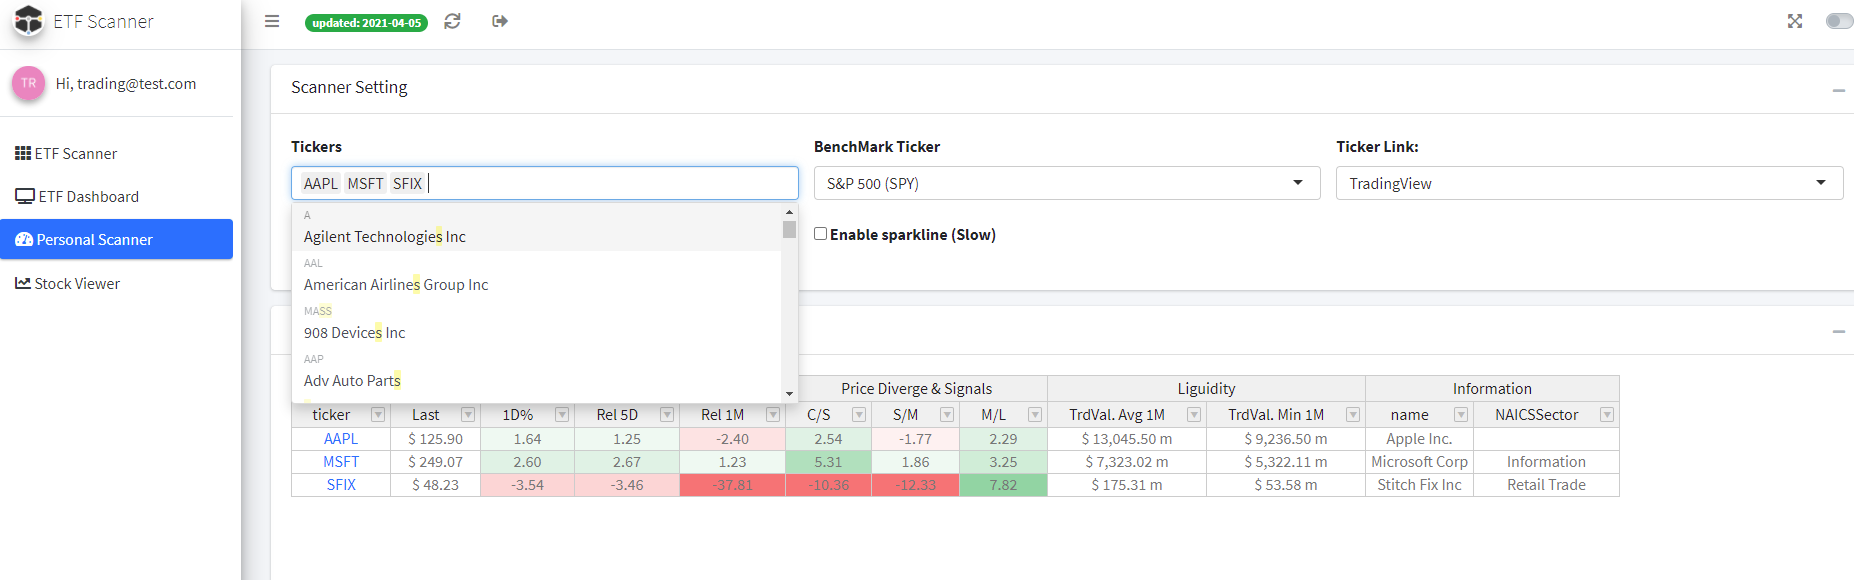 ETF Scanner
updated: 2021-04-05
TR
Hi, trading@test.com
ETF Scanner
ETF Dashboard
Personal Scanner
Stock Viewer
Scanner Setting
Tickers
BenchMark Ticker
Ticker Link:
AAPL MSFT SFIX
S&P 500 (SPY)
TradingView
Enable sparkline (Slow)
A
Agilent Technologies Inc
AAL
American Airlines Group Inc
MASS
908 Devices Inc
AAP
Adv Auto Parts
Price Diverge & Signals Liguidity Information
ticker Last 1D% Rel 5D Rel 1M C/S S/M M/L TrdVal. Avg 1M TrdVal. Min 1M name NAICSSector
AAPL $ 125.90 1.64 1.25 -2.40 2.54 -1.77 2.29 $ 13,045.50 m $ 9,236.50 m Apple Inc.
MSFT $ 249.07 2.60 2.67 1.23 5.31 1.86 3.25 $ 7,323.02 m $ 5,322.11 m Microsoft Corp Information
SFIX $ 48.23 -3.54 -3.46 -37.81 -10.36 -12.33 7.82 $ 175.31 m $ 53.58 m Stitch Fix Inc Retail Trade